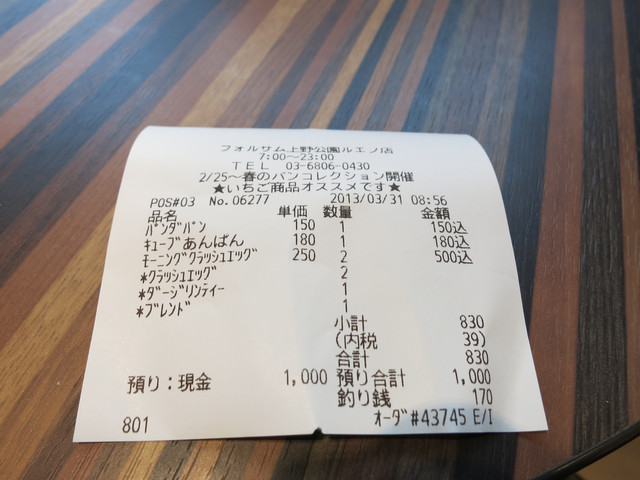 フォルサム上野公園ルエノ店
7:00~23:00
TEL 03-6806-0430
2/25~春のパンコレクション開催
★いちご商品オススメです★
POS#03 No.06277 2013/03/31 08:56
品名 単価 数量 金額
ﾊﾟﾝﾀﾞﾊﾟﾝ 150 1 150込
ｷｭｰﾌﾞあんぱん 180 1 180込
ﾓｰﾆﾝｸﾞｸﾗｯｼｭｴｯｸﾞ 250 2 500込
*ｸﾗｯｼｭｴｯｸﾞ 2
*ﾀﾞｰｼﾞﾘﾝﾃｨｰ 1
*ﾌﾞﾚﾝﾄﾞ 1
小計 830
(内税 39)
合計 830
預り:現金 1,000 預り合計 1,000
釣り銭 170
801 ｵｰﾀﾞ#43745 E/I